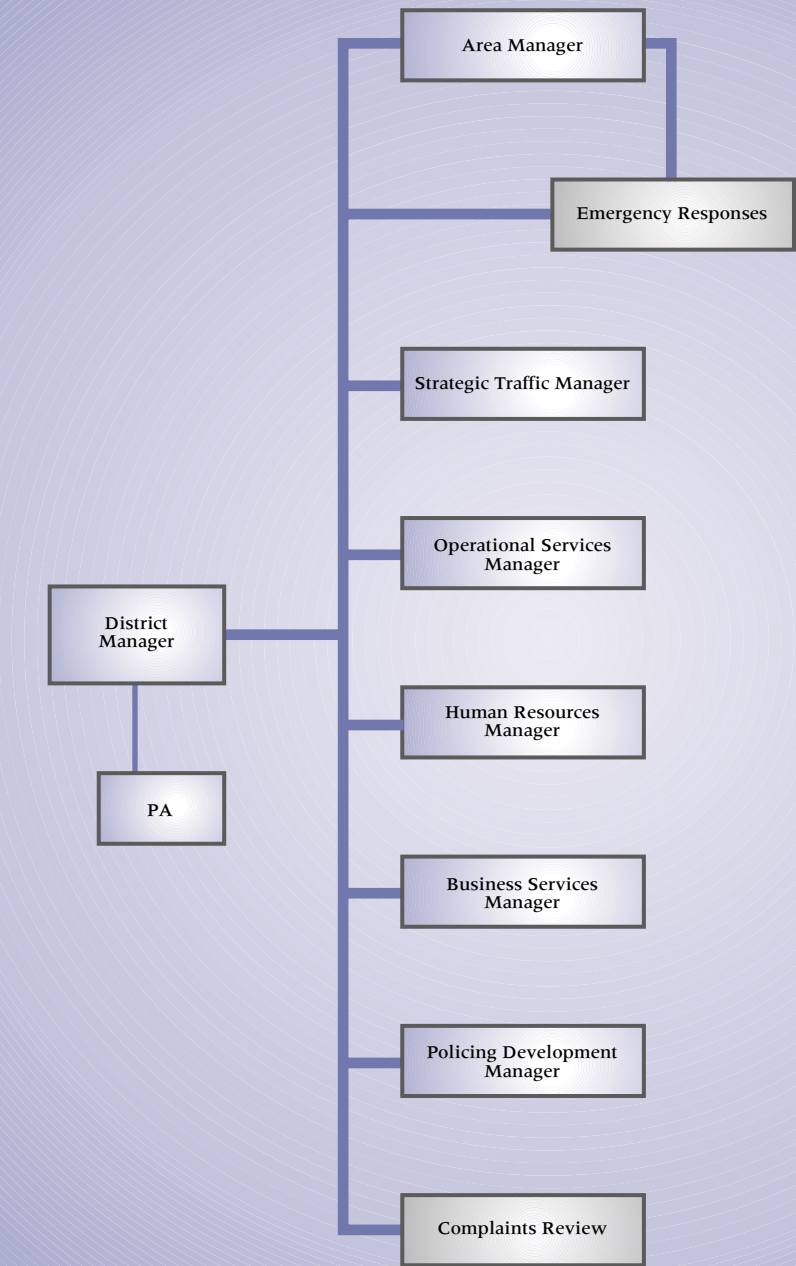 Area Manager
Emergency Responses
Strategic Traffic Manager
Operational Services
Manager
District
Manager
Human Resources
Manager
PA
Business Services
Manager
Policing Development
Manager
Complaints Review